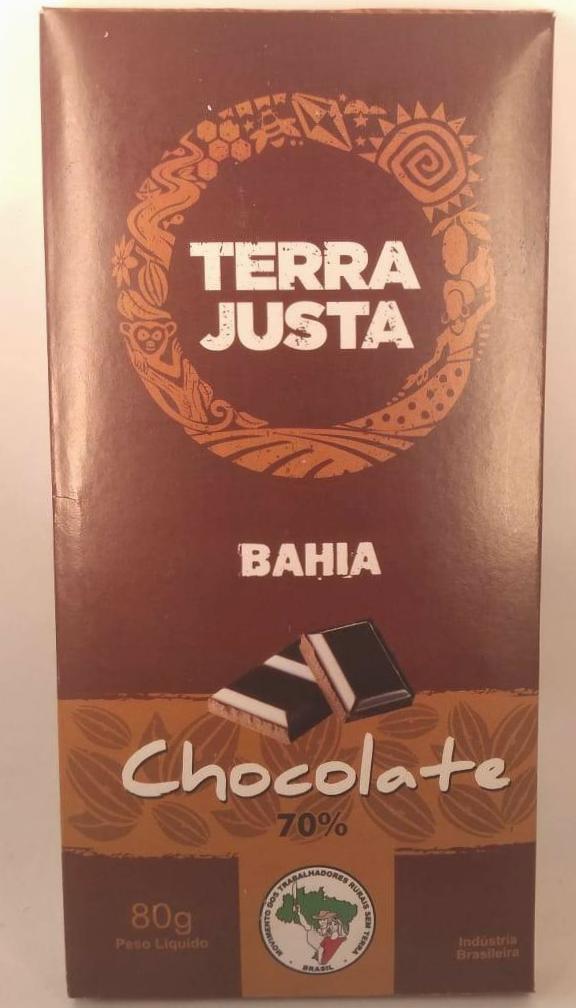 TERRA
JUSTA
BAHIA
Chocolate
70%
MOVIMENTO DOS TRABALHADORES RURAIS SEM TERRA
• BRASIL •
80g
Peso Líquido
Indústria
Brasileira